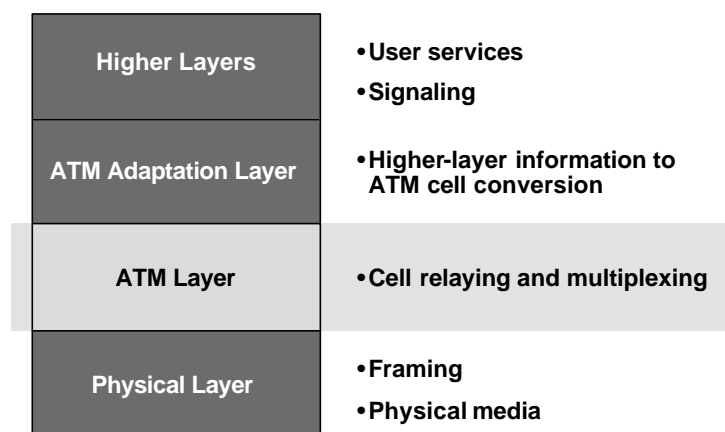 Higher Layers
•User services
•Signaling
ATM Adaptation Layer
•Higher-layer information to
ATM cell conversion
ATM Layer
•Cell relaying and multiplexing
Physical Layer
•Framing
•Physical media